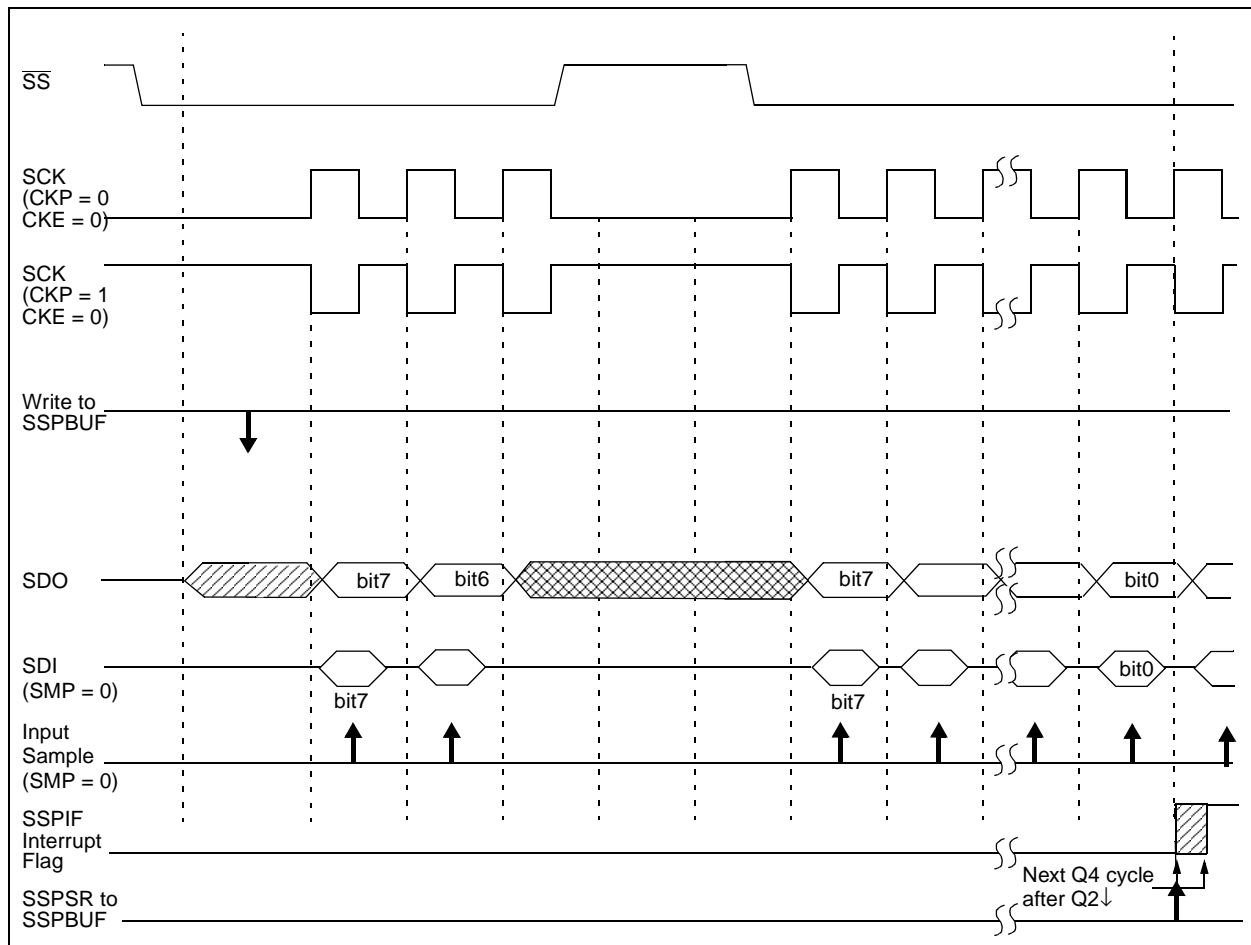 SS
SCK
(CKP = 0
CKE = 0)
SCK
(CKP = 1
CKE = 0)
Write to
SSPBUF
SDO
bit7
bit6
bit7
bit0
SDI
(SMP = 0)
bit7
bit7
bit0
Input
Sample
(SMP = 0)
SSPIF
Interrupt
Flag
Next Q4 cycle
after Q2↓
SSPSR to
SSPBUF